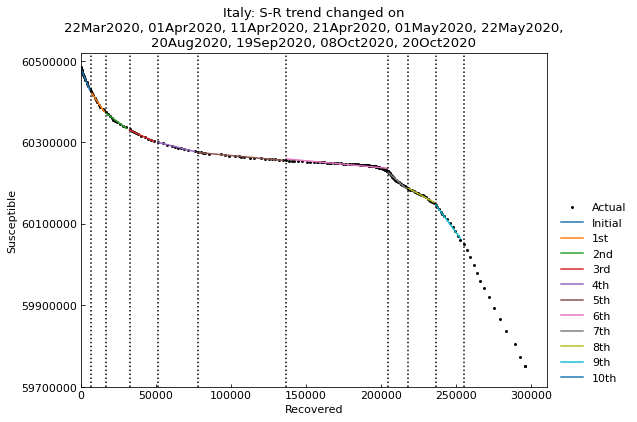 Italy: S-R trend changed on
22Mar2020, 01Apr2020, 11Apr2020, 21Apr2020, 01May2020, 22May2020,
20Aug2020, 19Sep2020, 08Oct2020, 20Oct2020
60500000
60300000
60100000
59900000
59700000
Susceptible
0 50000 100000 150000 200000 250000 300000
Recovered
Actual
Initial
1st
2nd
3rd
4th
5th
6th
7th
8th
9th
10th